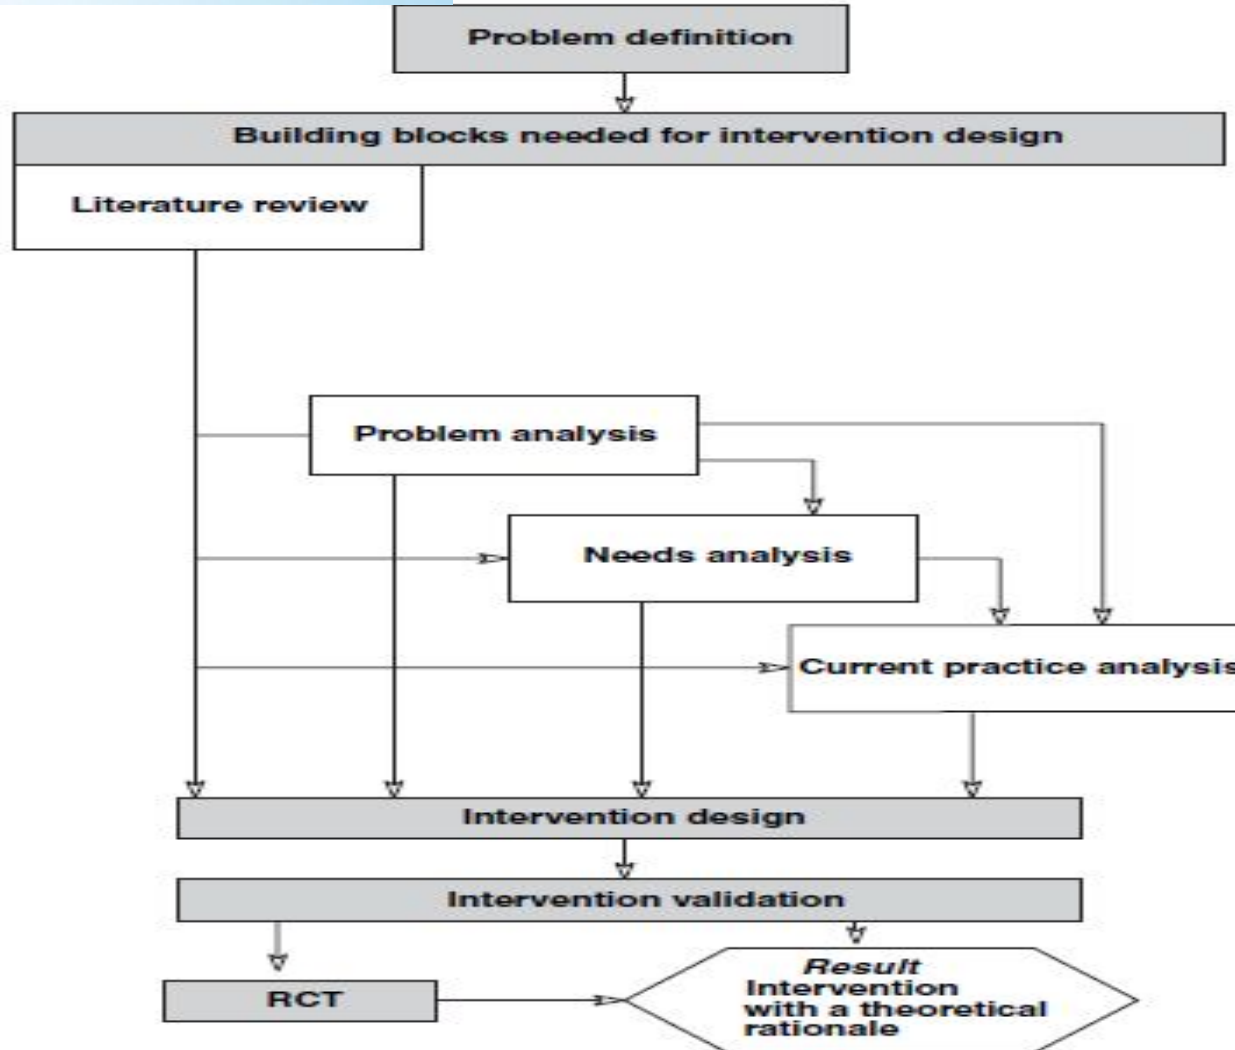 Problem definition
Building blocks needed for intervention design
Literature review
Problem analysis
Needs analysis
Current practice analysis
Intervention design
Intervention validation
RCT
Result
Intervention
with a theoretical
rationale